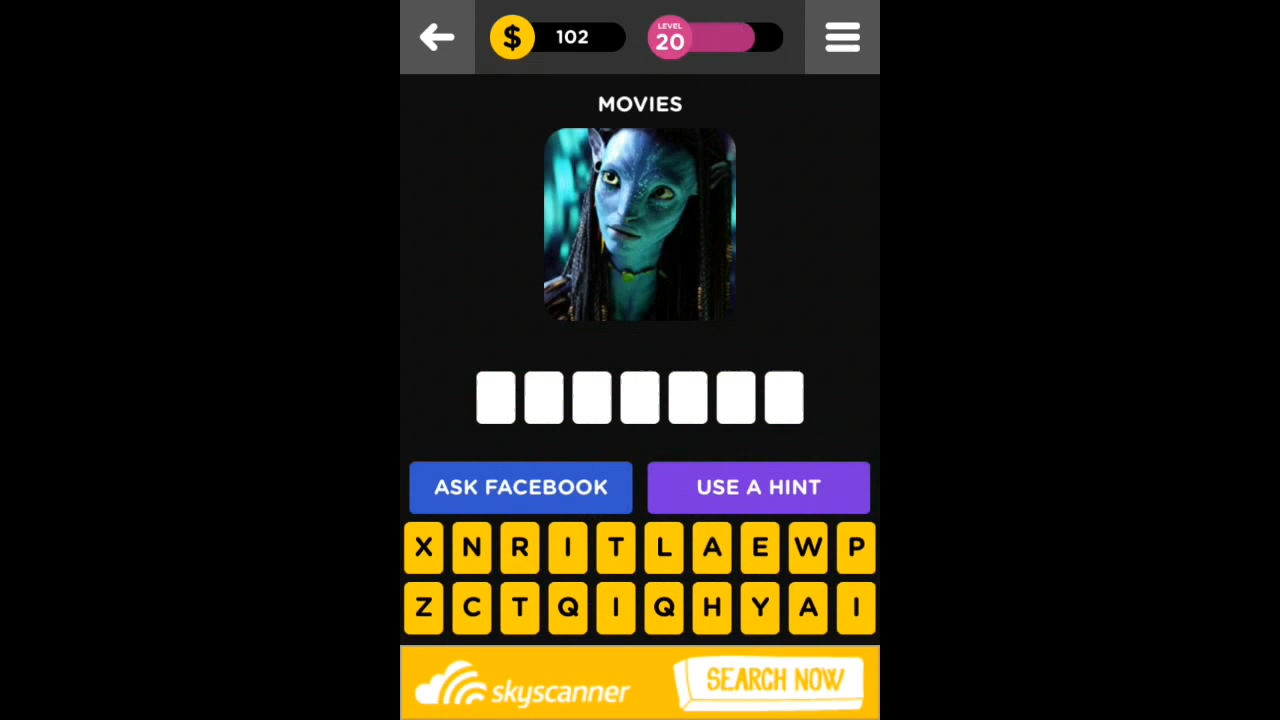 $ 102 LEVEL 20
MOVIES
ASK FACEBOOK USE A HINT
X N R I T L A E W P
Z C T Q I Q H Y A I
skyscanner SEARCH NOW